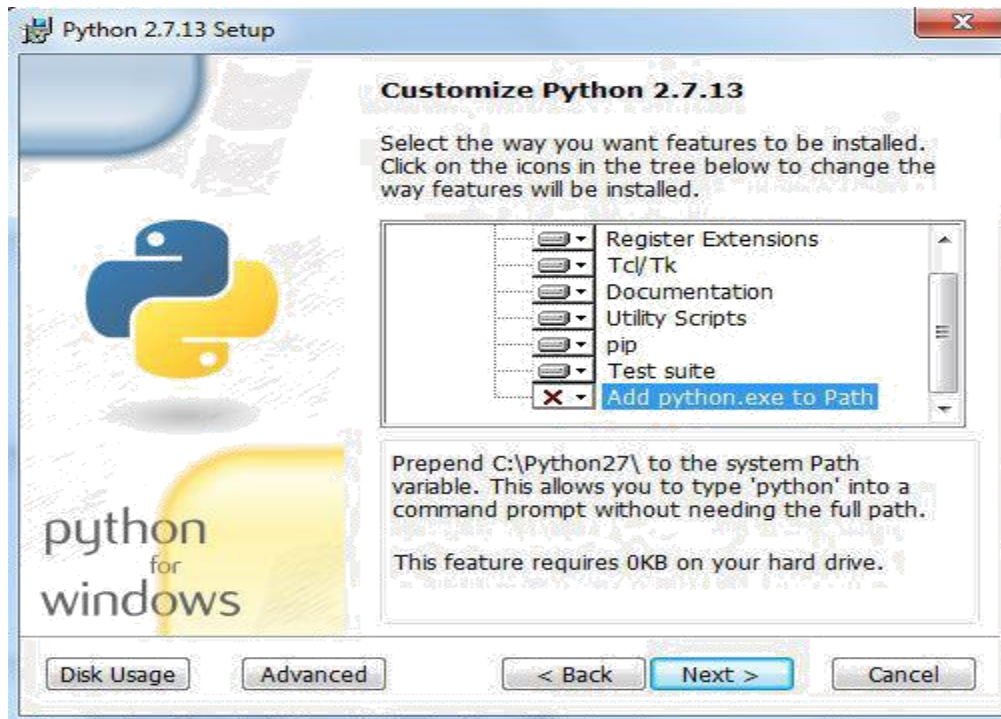 Python 2.7.13 Setup
Customize Python 2.7.13
Select the way you want features to be installed.
Click on the icons in the tree below to change the
way features will be installed.
Register Extensions
Tcl/Tk
Documentation
Utility Scripts
pip
Test suite
Add python.exe to Path
Prepend C:\Python27\ to the system Path
variable. This allows you to type 'python' into a
command prompt without needing the full path.
This feature requires 0KB on your hard drive.
python
for
windows
Disk Usage
Advanced
< Back
Next >
Cancel